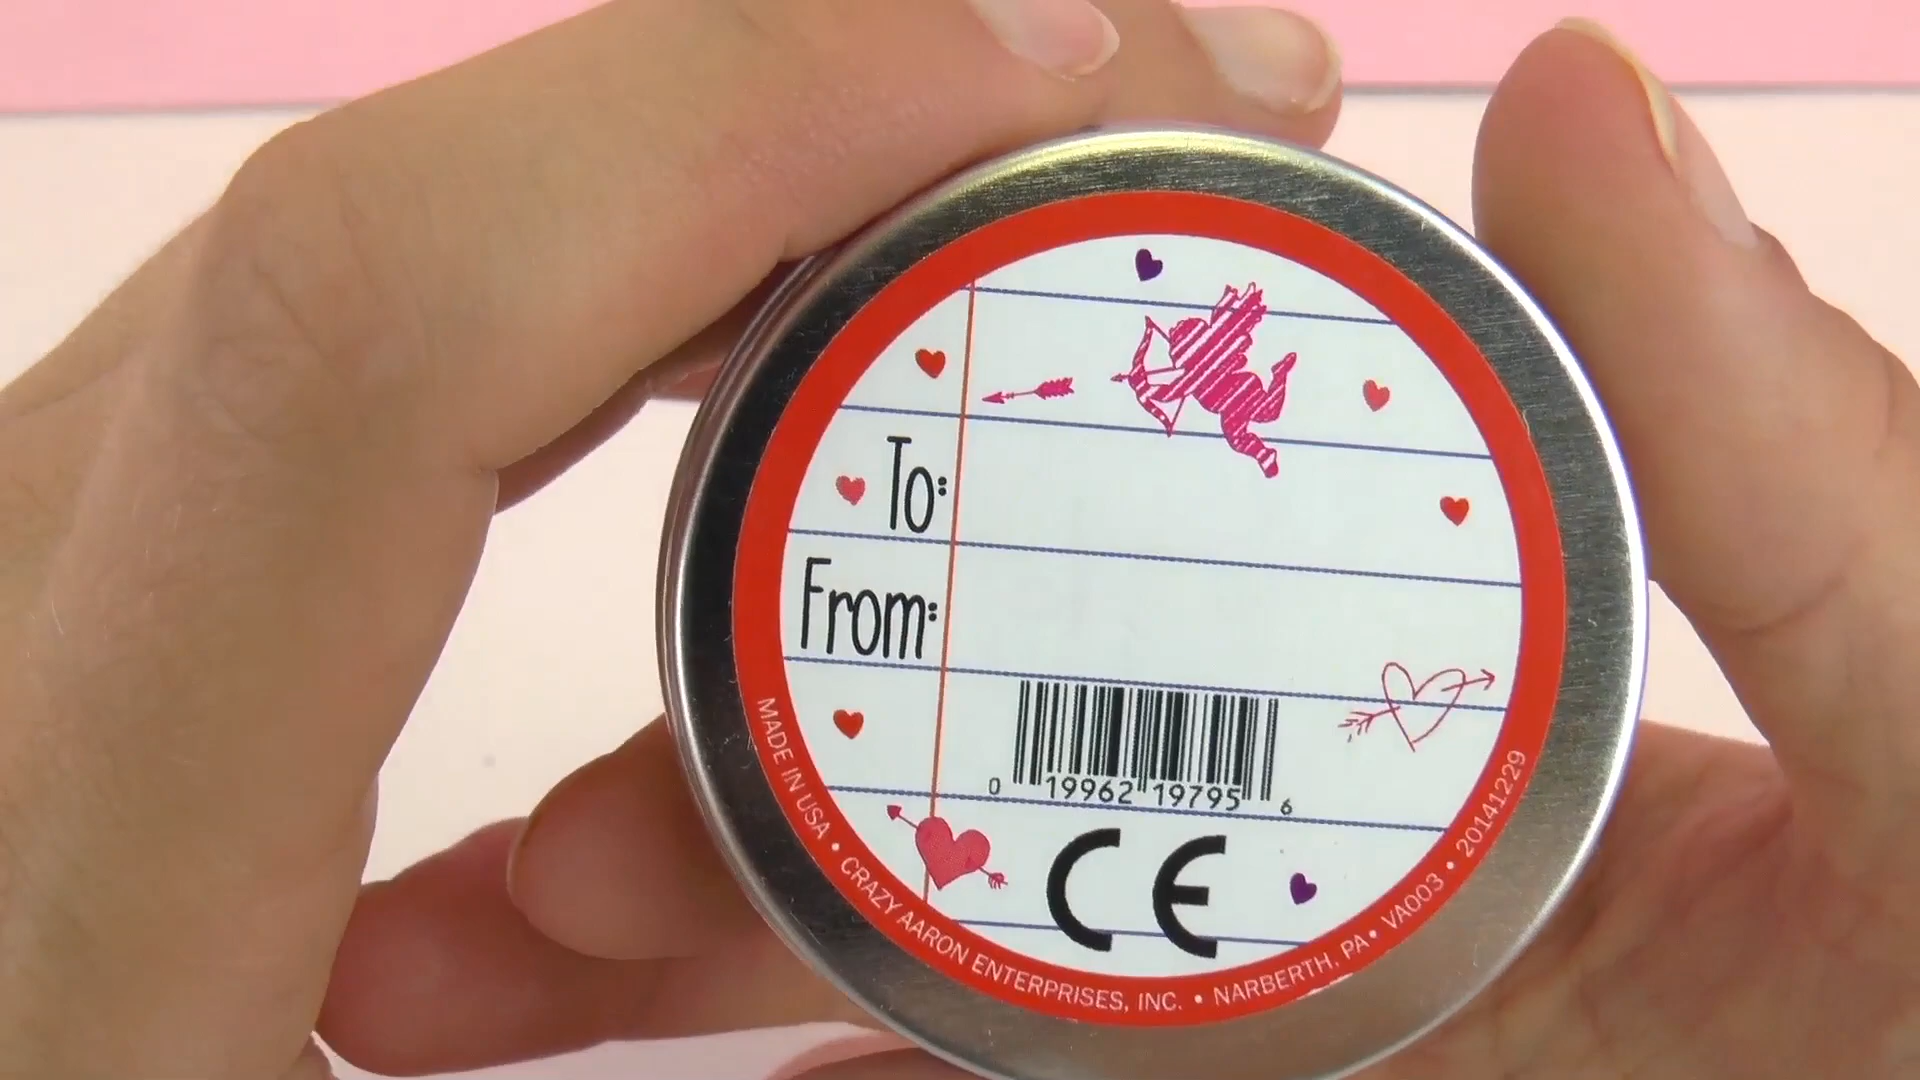 To:
From:
0 19962 19795 6
CE
MADE IN USA • CRAZY AARON ENTERPRISES, INC. • NARBERTH, PA • VA003 • 20141229